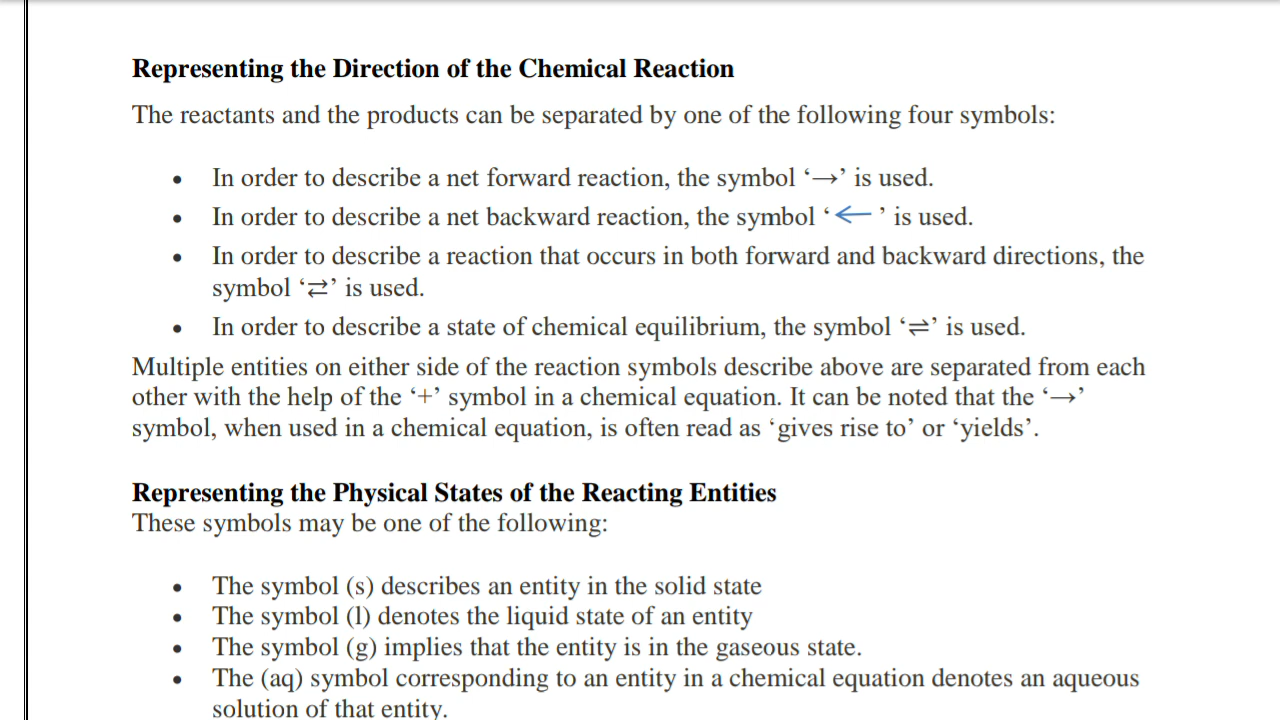 Representing the Direction of the Chemical Reaction
The reactants and the products can be separated by one of the following four symbols:
• In order to describe a net forward reaction, the symbol ‘→’ is used.
• In order to describe a net backward reaction, the symbol ‘← ’ is used.
• In order to describe a reaction that occurs in both forward and backward directions, the
symbol ‘⇄’ is used.
• In order to describe a state of chemical equilibrium, the symbol ‘⇌’ is used.
Multiple entities on either side of the reaction symbols describe above are separated from each
other with the help of the ‘+’ symbol in a chemical equation. It can be noted that the ‘→’
symbol, when used in a chemical equation, is often read as ‘gives rise to’ or ‘yields’.
Representing the Physical States of the Reacting Entities
These symbols may be one of the following:
• The symbol (s) describes an entity in the solid state
• The symbol (l) denotes the liquid state of an entity
• The symbol (g) implies that the entity is in the gaseous state.
• The (aq) symbol corresponding to an entity in a chemical equation denotes an aqueous
solution of that entity.